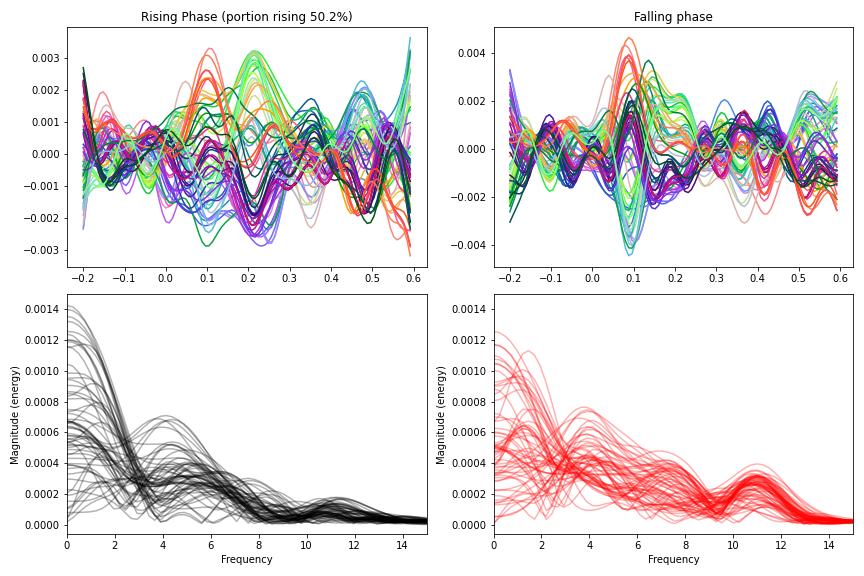 Rising Phase (portion rising 50.2%)
0.003
0.002
0.001
0.000
−0.001
−0.002
−0.003
−0.2 −0.1 0.0 0.1 0.2 0.3 0.4 0.5 0.6
Falling phase
0.004
0.002
0.000
−0.002
−0.004
−0.2 −0.1 0.0 0.1 0.2 0.3 0.4 0.5 0.6
Magnitude (energy)
0.0014
0.0012
0.0010
0.0008
0.0006
0.0004
0.0002
0.0000
0 2 4 6 8 10 12 14
Frequency
Magnitude (energy)
0.0014
0.0012
0.0010
0.0008
0.0006
0.0004
0.0002
0.0000
0 2 4 6 8 10 12 14
Frequency